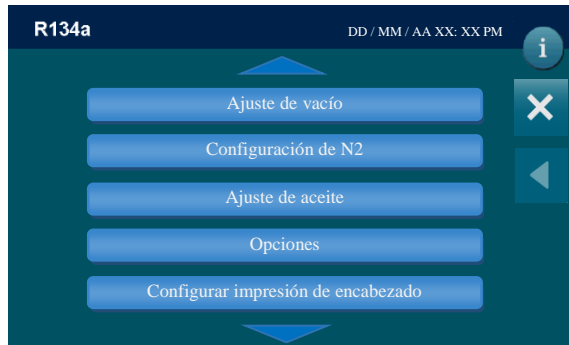 R134a
DD / MM / AA XX: XX PM
i
Ajuste de vacío
Configuración de N2
Ajuste de aceite
Opciones
Configurar impresión de encabezado